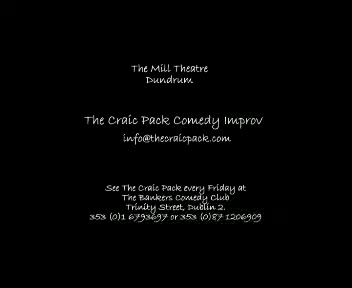 The Mill Theatre
Dundrum
The Craic Pack Comedy Improv
info@thecraicpack.com
See The Craic Pack every Friday at
The Bankers Comedy Club
Trinity Street, Dublin 2.
353 (0)1 6793697 or 353 (0)87 1206909